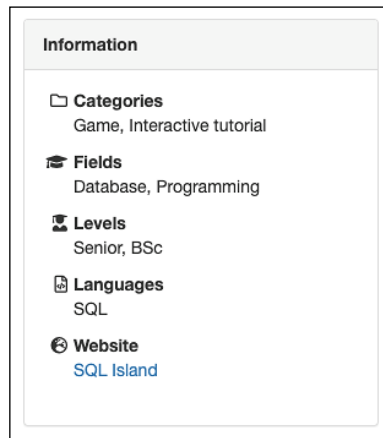 Information
Categories
Game, Interactive tutorial
Fields
Database, Programming
Levels
Senior, BSc
Languages
SQL
Website
SQL Island